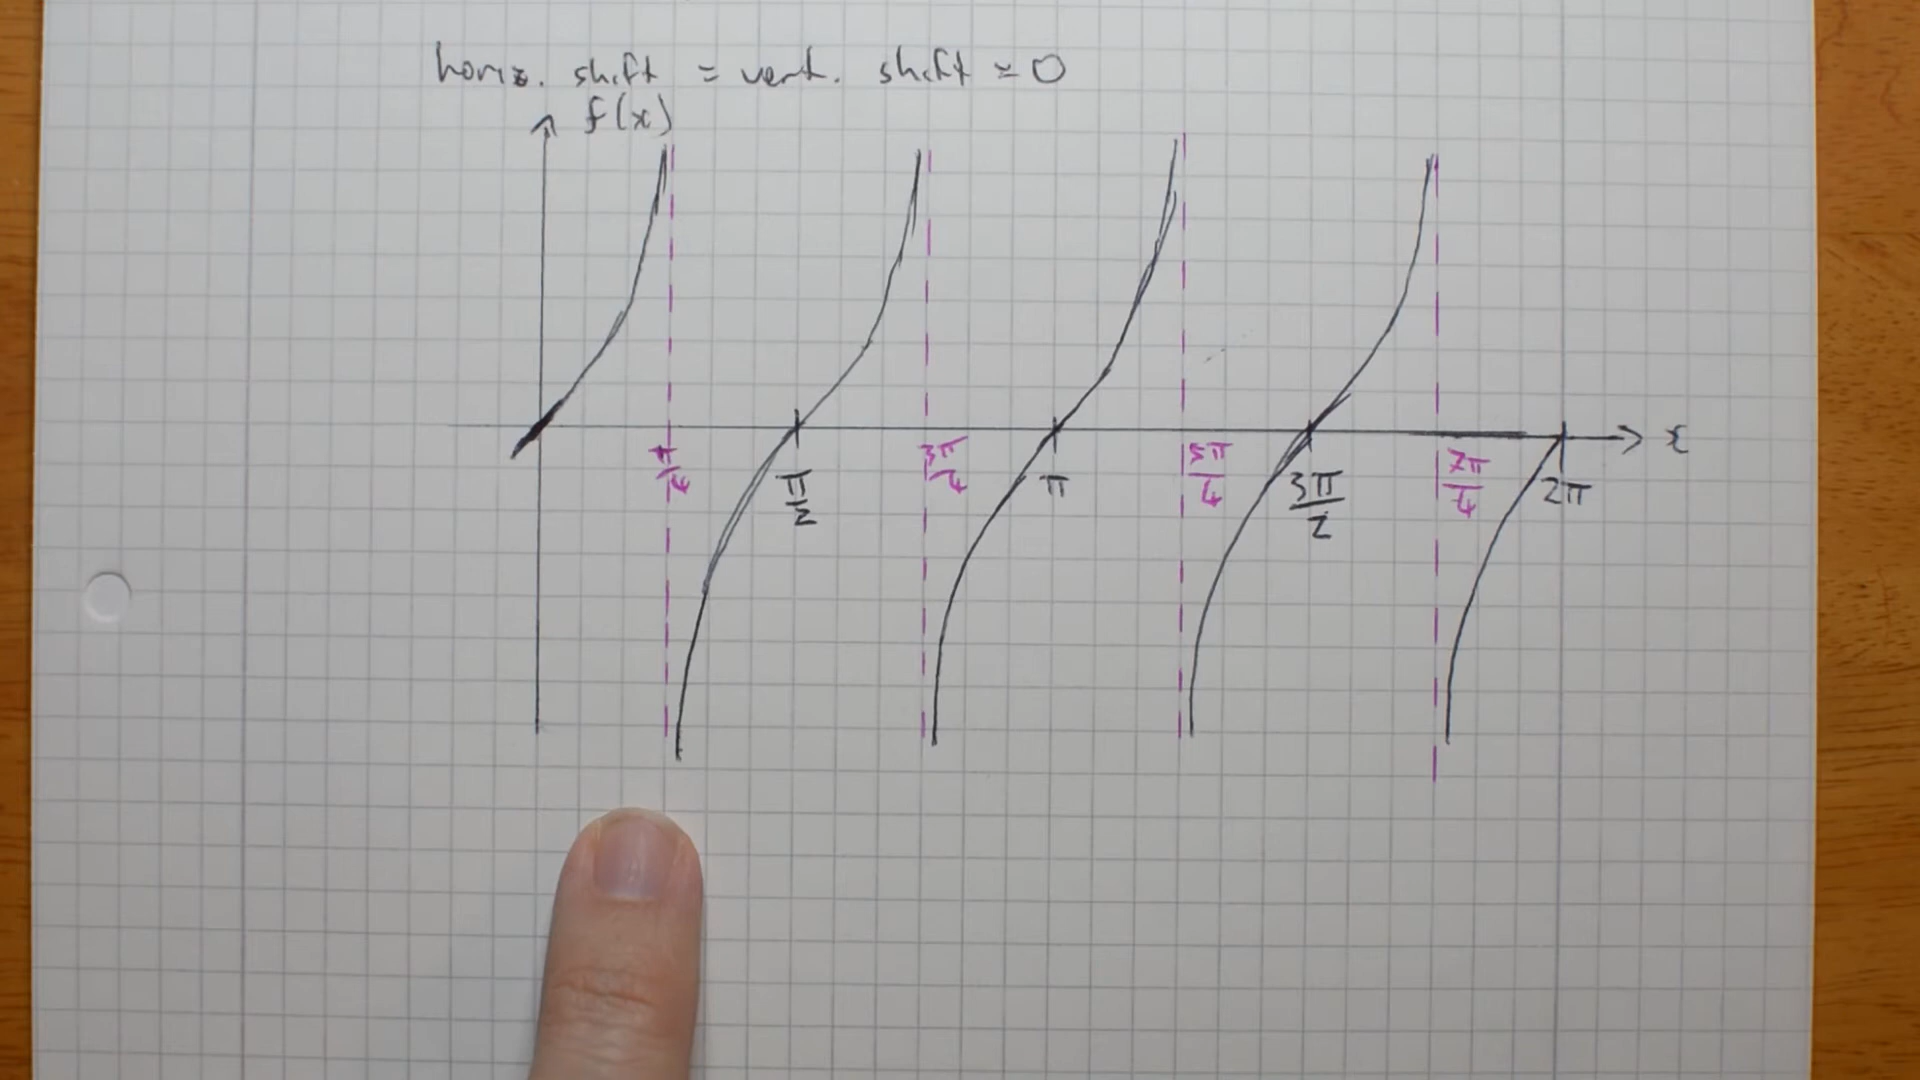 horiz. shift = vert. shift = 0
f(x)
x
π/4
π/2
3π/4
π
5π/4
3π/2
7π/4
2π